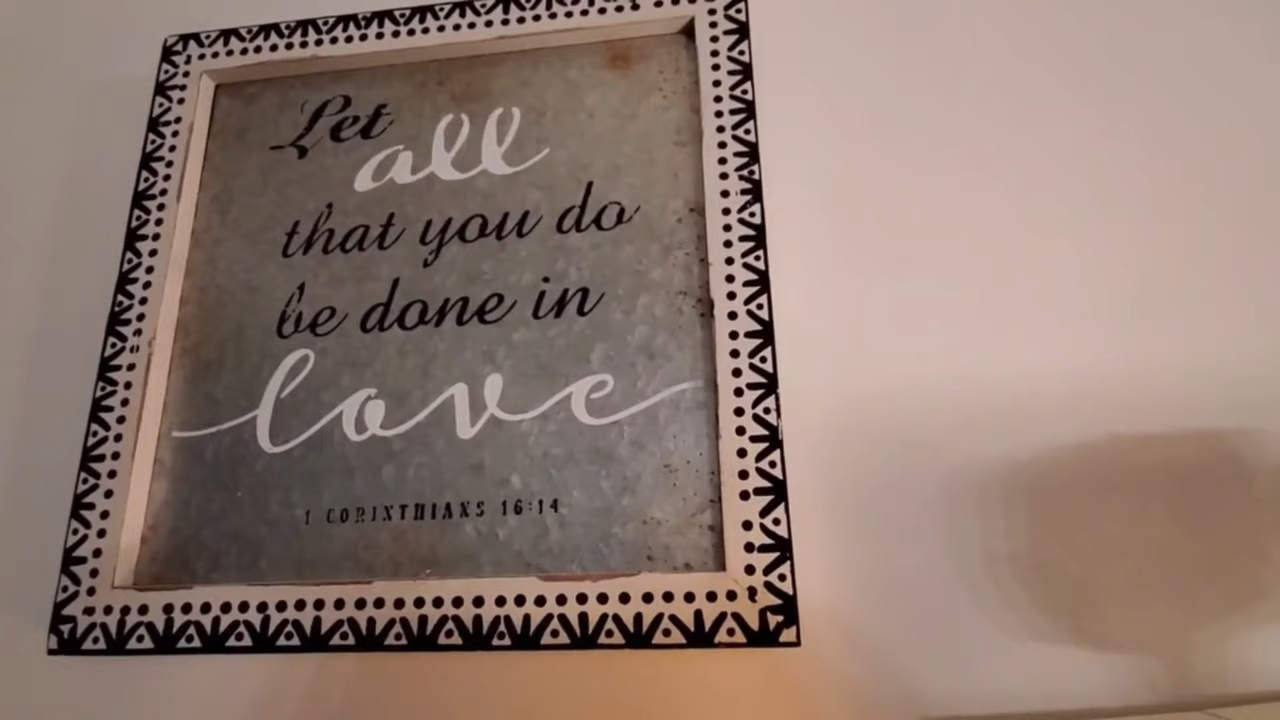 Let
all
that you do
be done in
love
1 CORINTHIANS 16:14